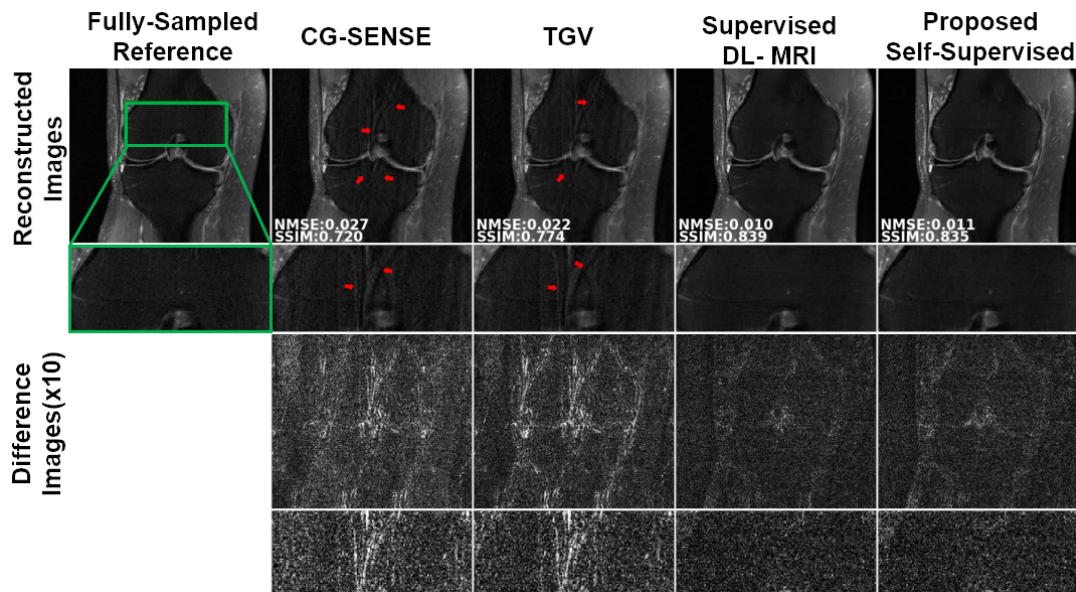 Fully-Sampled
Reference
CG-SENSE
TGV
Supervised
DL- MRI
Proposed
Self-Supervised
Reconstructed
Images
NMSE:0.027
SSIM:0.720
NMSE:0.022
SSIM:0.774
NMSE:0.010
SSIM:0.839
NMSE:0.011
SSIM:0.835
Difference
Images(x10)